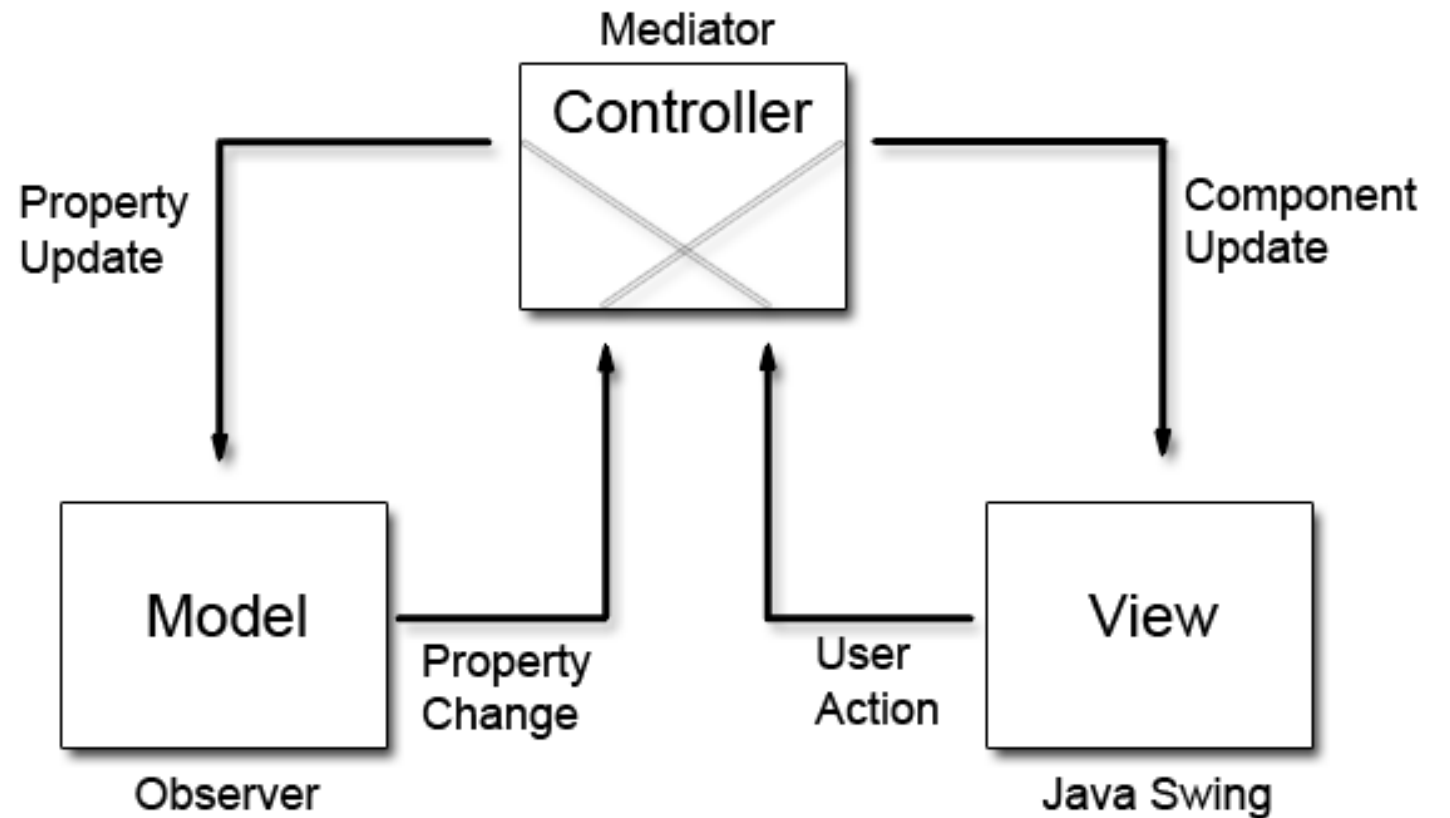 Mediator
Controller
Property
Update
Component
Update
Model
View
Property
Change
User
Action
Observer
Java Swing